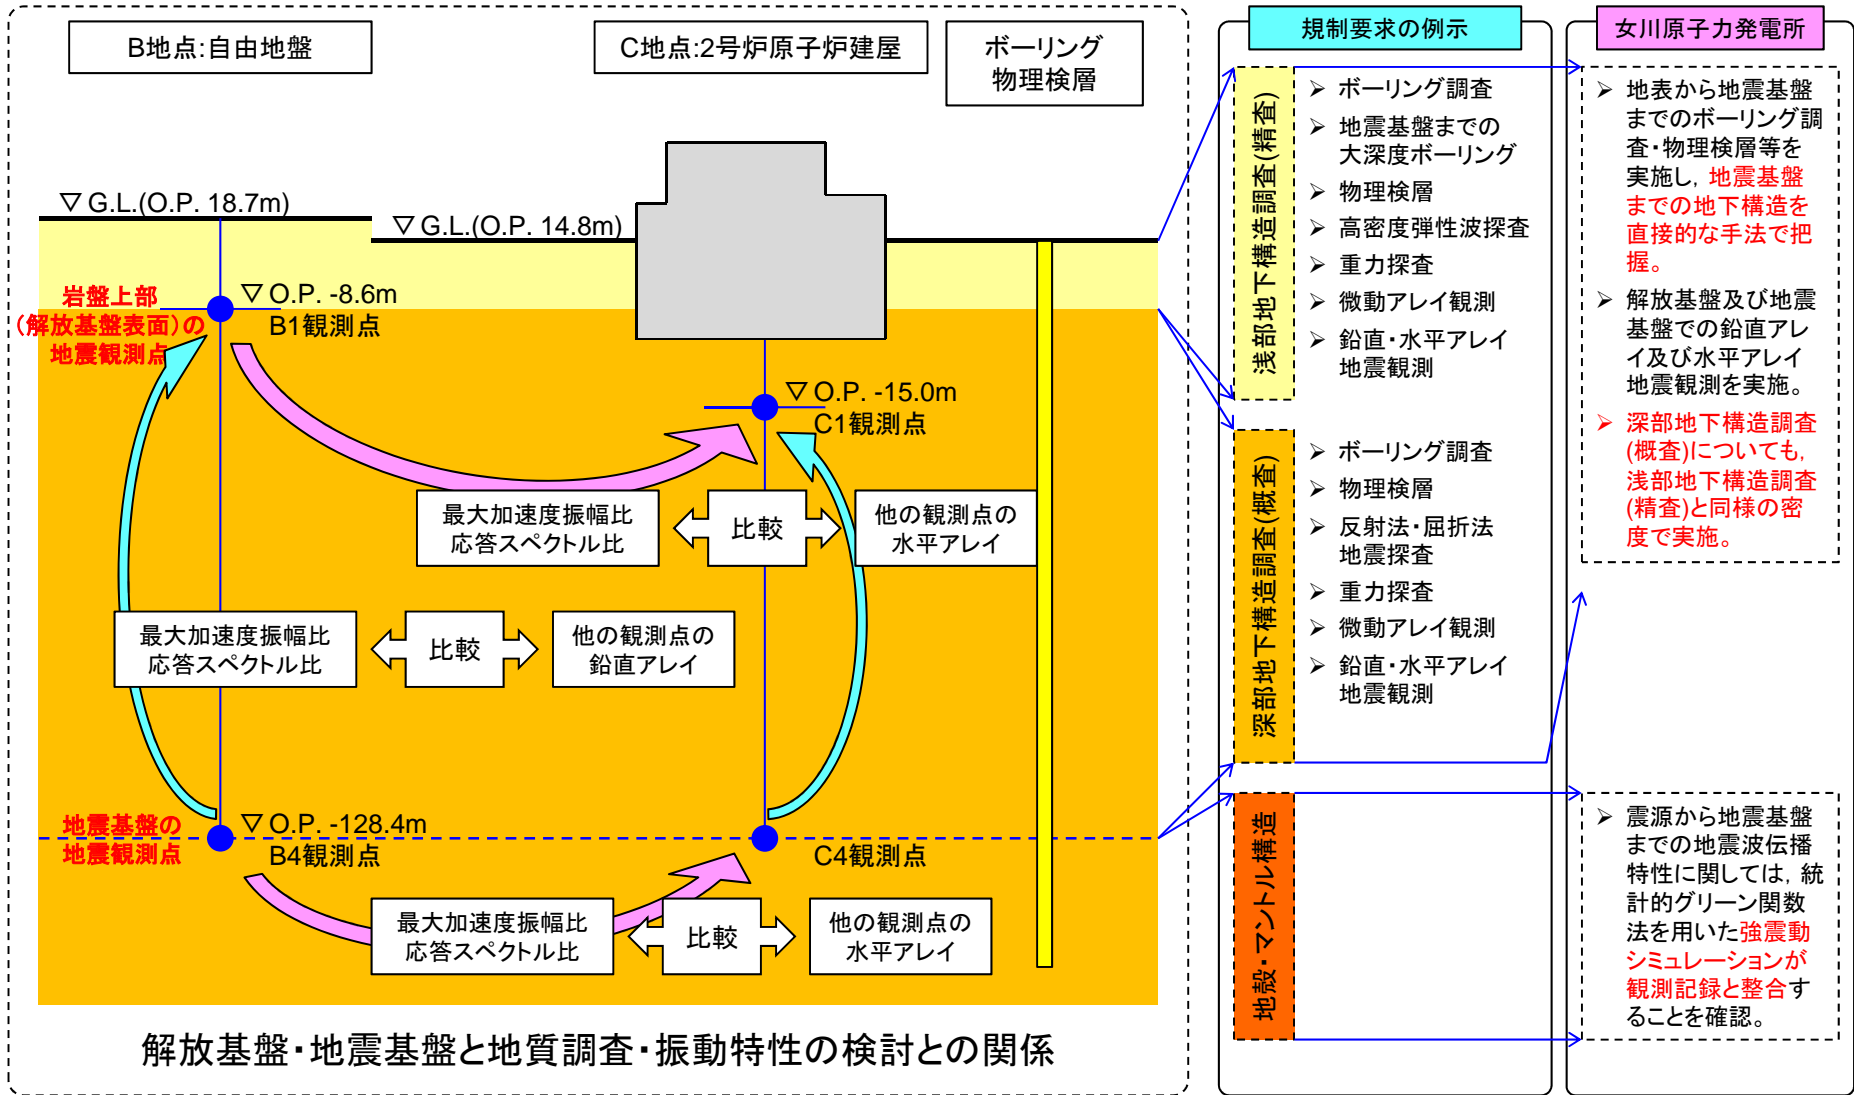 B地点:自由地盤
C地点:2号炉原子炉建屋
ボーリング
物理検層
▽ G.L.(O.P. 18.7m)
▽ G.L.(O.P. 14.8m)
岩盤上部
(解放基盤表面)の
地震観測点
▽ O.P. -8.6m
B1観測点
▽ O.P. -15.0m
C1観測点
最大加速度振幅比
応答スペクトル比
比較
他の観測点の
水平アレイ
最大加速度振幅比
応答スペクトル比
比較
他の観測点の
鉛直アレイ
地震基盤の
地震観測点
▽ O.P. -128.4m
B4観測点
C4観測点
最大加速度振幅比
応答スペクトル比
比較
他の観測点の
水平アレイ
解放基盤・地震基盤と地質調査・振動特性の検討との関係
規制要求の例示
浅部地下構造調査(精査)
➢ ボーリング調査
➢ 地震基盤までの
大深度ボーリング
➢ 物理検層
➢ 高密度弾性波探査
➢ 重力探査
➢ 微動アレイ観測
➢ 鉛直・水平アレイ
地震観測
深部地下構造調査(概査)
➢ ボーリング調査
➢ 物理検層
➢ 反射法・屈折法
地震探査
➢ 重力探査
➢ 微動アレイ観測
➢ 鉛直・水平アレイ
地震観測
地殻・マントル構造
女川原子力発電所
➢ 地表から地震基盤
までのボーリング調
査・物理検層等を
実施し，地震基盤
までの地下構造を
直接的な手法で把
握。
➢ 解放基盤及び地震
基盤での鉛直アレ
イ及び水平アレイ
地震観測を実施。
➢ 深部地下構造調査
(概査)についても，
浅部地下構造調査
(精査)と同様の密
度で実施。
➢ 震源から地震基盤
までの地震波伝播
特性に関しては，統
計的グリーン関数
法を用いた強震動
シミュレーションが
観測記録と整合す
ることを確認。